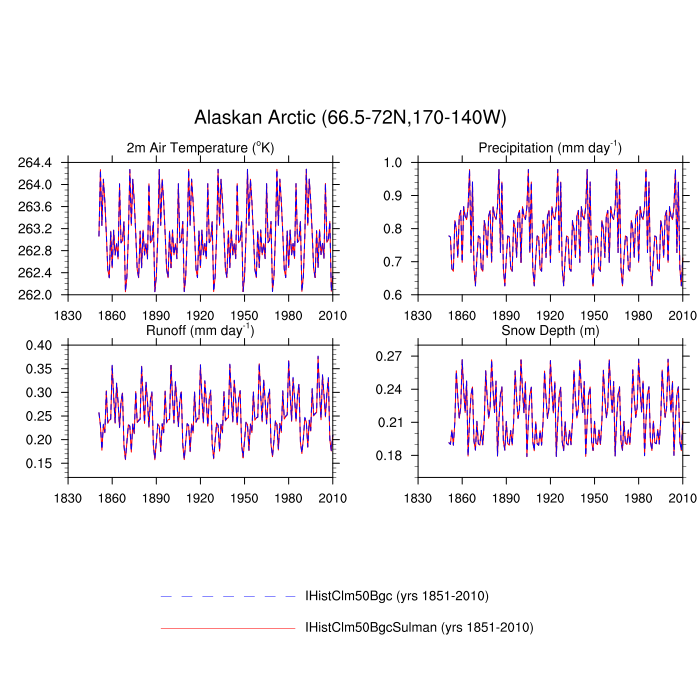 Alaskan Arctic (66.5-72N,170-140W)
2m Air Temperature (°K)
264.4
264.0
263.6
263.2
262.8
262.4
262.0
1830 1860 1890 1920 1950 1980 2010
Precipitation (mm day⁻¹)
1.0
0.9
0.8
0.7
0.6
1830 1860 1890 1920 1950 1980 2010
Runoff (mm day⁻¹)
0.40
0.35
0.30
0.25
0.20
0.15
1830 1860 1890 1920 1950 1980 2010
Snow Depth (m)
0.27
0.24
0.21
0.18
1830 1860 1890 1920 1950 1980 2010
IHistClm50Bgc (yrs 1851-2010)
IHistClm50BgcSulman (yrs 1851-2010)